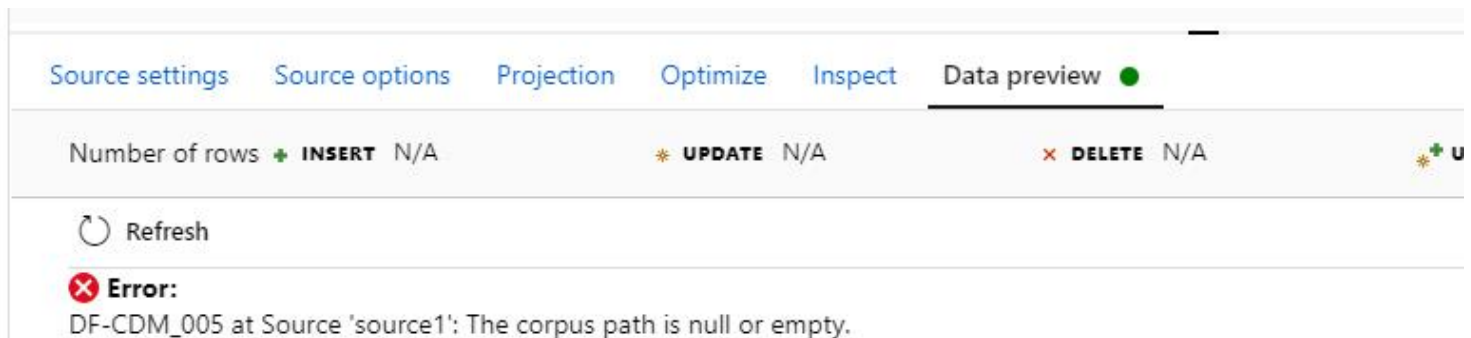 Source settings Source options Projection Optimize Inspect Data preview
Number of rows + INSERT N/A * UPDATE N/A × DELETE N/A *+ U
Refresh
Error:
DF-CDM_005 at Source 'source1': The corpus path is null or empty.